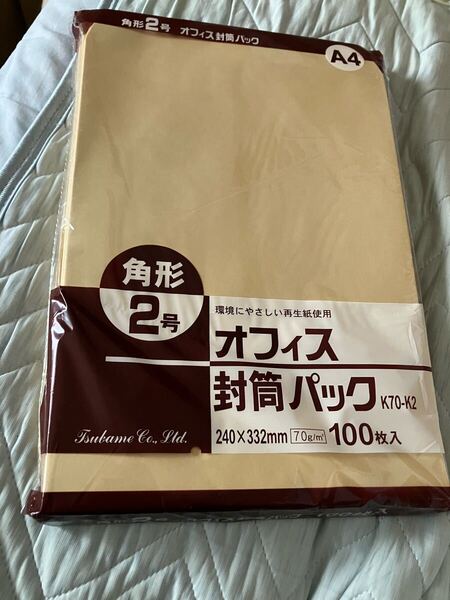 角形2号 オフィス封筒パック
A4
角形
2号
環境にやさしい再生紙使用
オフィス
封筒パック K70-K2
240×332mm 70g/㎡ 100枚入
Tsubame Co., Ltd.